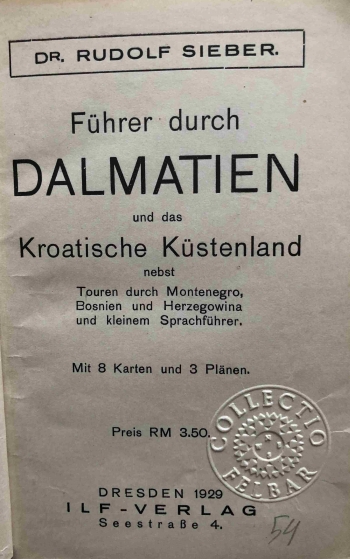 DR. RUDOLF SIEBER.
Führer durch
DALMATIEN
und das
Kroatische Küstenland
nebst
Touren durch Montenegro,
Bosnien und Herzegowina
und kleinem Sprachführer.
Mit 8 Karten und 3 Plänen.
Preis RM 3.50.
COLLECTIO
FELBAR
DRESDEN 1929
ILF-VERLAG
Seestraße 4.
54